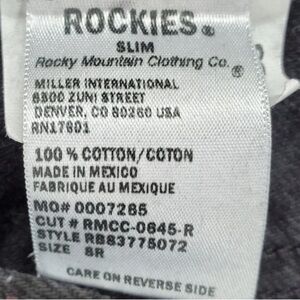 ROCKIES®
SLIM
Rocky Mountain Clothing Co.®
MILLER INTERNATIONAL
8500 ZUNI STREET
DENVER, CO 80260 USA
RN17801
100 % COTTON/COTON
MADE IN MEXICO
FABRIQUE AU MEXIQUE
MO# 0007265
CUT # RMCC-0645-R
STYLE RB83775072
SIZE 8R
CARE ON REVERSE SIDE